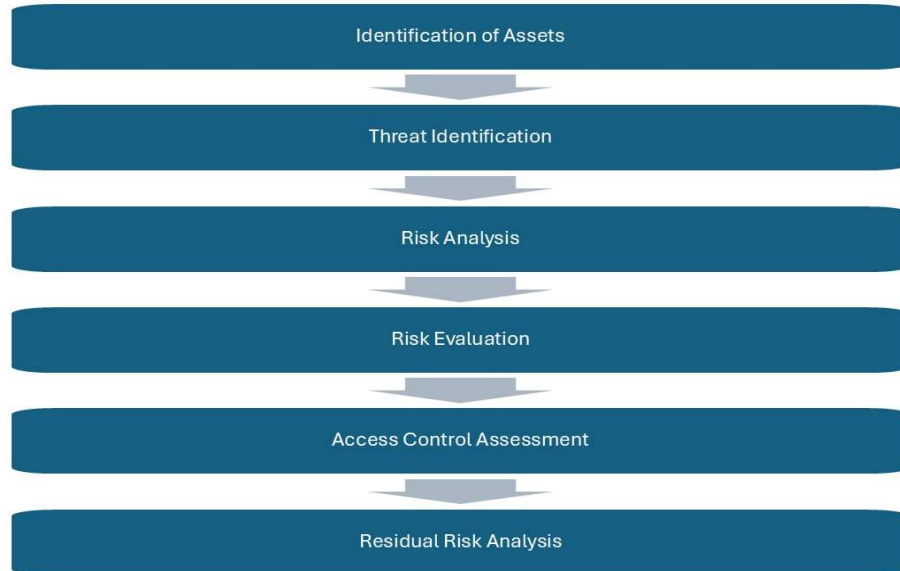 Identification of Assets
Threat Identification
Risk Analysis
Risk Evaluation
Access Control Assessment
Residual Risk Analysis